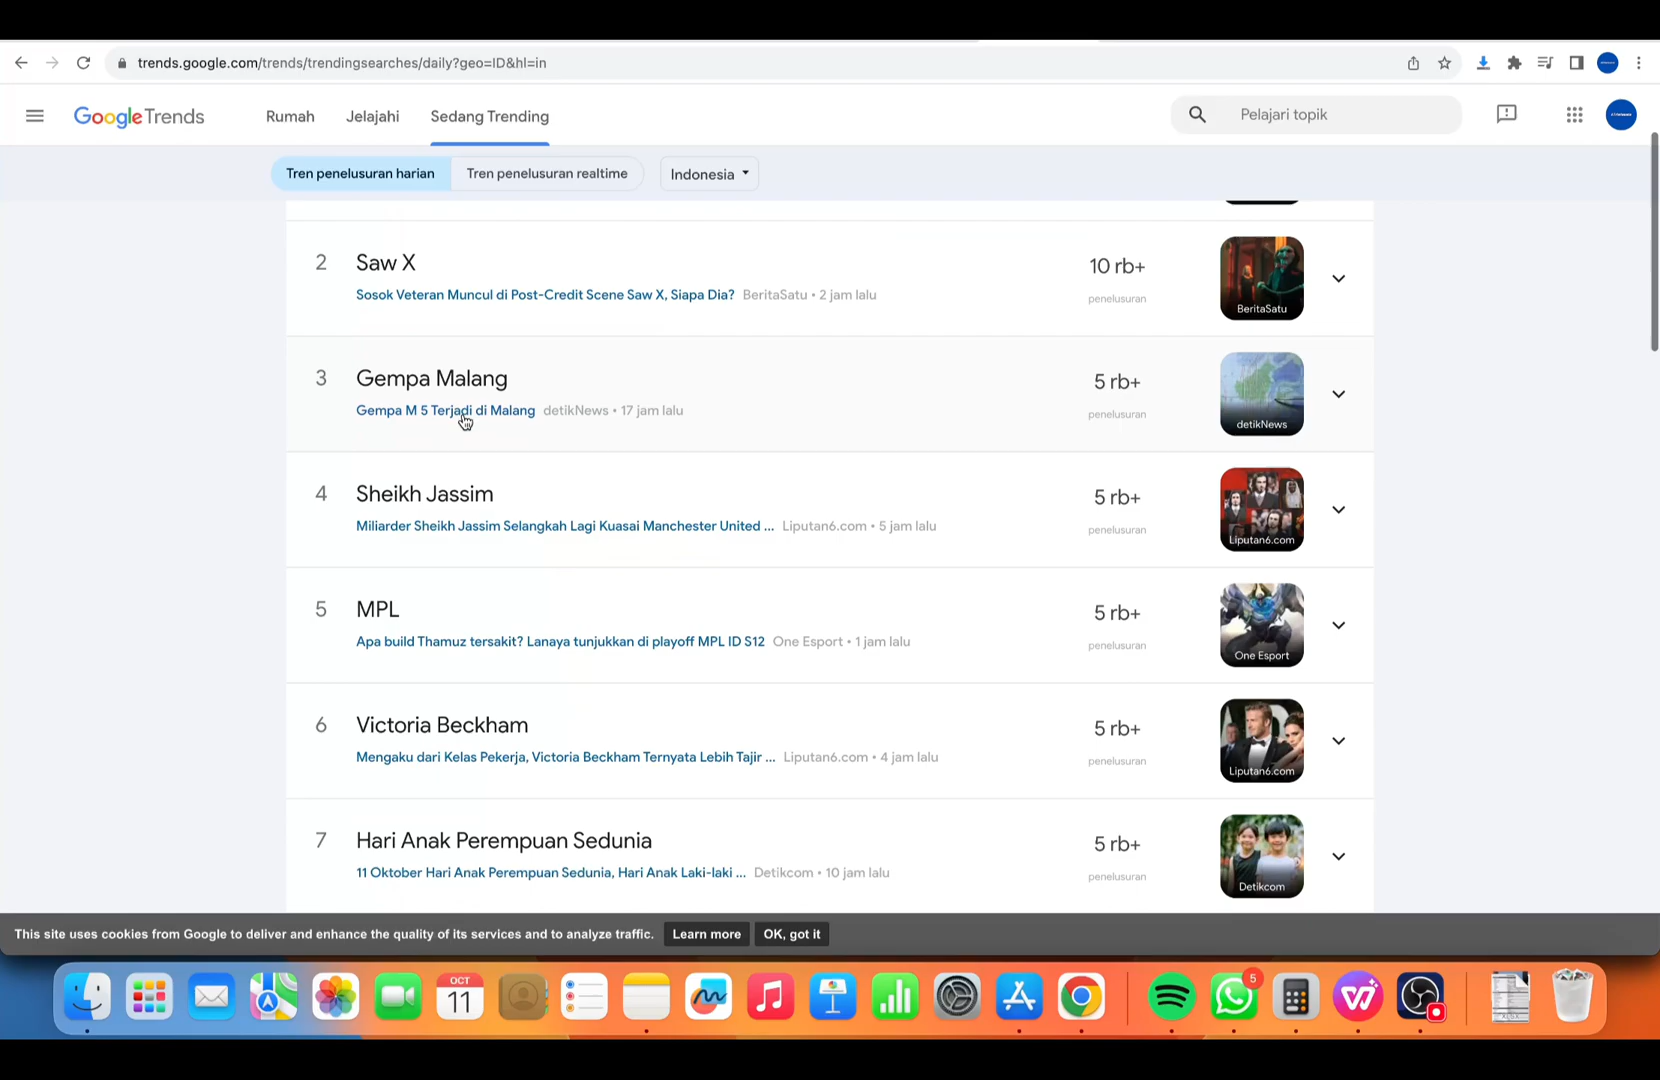 trends.google.com/trends/trendingsearches/daily?geo=ID&hl=in
Google Trends
Rumah
Jelajahi
Sedang Trending
Pelajari topik
Tren penelusuran harian
Tren penelusuran realtime
Indonesia
2
Saw X
Sosok Veteran Muncul di Post-Credit Scene Saw X, Siapa Dia? BeritaSatu • 2 jam lalu
10 rb+
penelusuran
BeritaSatu
3
Gempa Malang
Gempa M 5 Terjadi di Malang detikNews • 17 jam lalu
5 rb+
penelusuran
detikNews
4
Sheikh Jassim
Miliarder Sheikh Jassim Selangkah Lagi Kuasai Manchester United ... Liputan6.com • 5 jam lalu
5 rb+
penelusuran
Liputan6.com
5
MPL
Apa build Thamuz tersakit? Lanaya tunjukkan di playoff MPL ID S12 One Esport • 1 jam lalu
5 rb+
penelusuran
One Esport
6
Victoria Beckham
Mengaku dari Kelas Pekerja, Victoria Beckham Ternyata Lebih Tajir ... Liputan6.com • 4 jam lalu
5 rb+
penelusuran
Liputan6.com
7
Hari Anak Perempuan Sedunia
11 Oktober Hari Anak Perempuan Sedunia, Hari Anak Laki-laki ... Detikcom • 10 jam lalu
5 rb+
penelusuran
Detikcom
This site uses cookies from Google to deliver and enhance the quality of its services and to analyze traffic.
Learn more
OK, got it
OCT
11
5